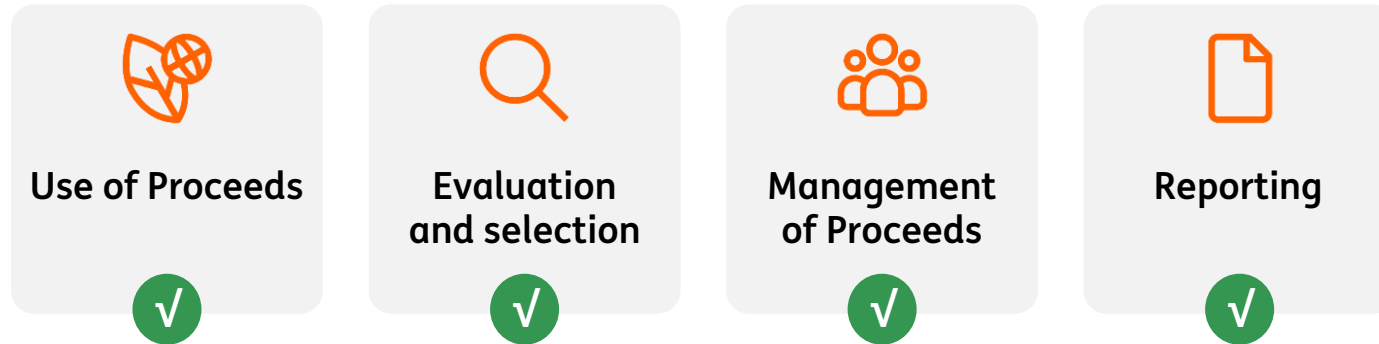 Use of Proceeds
Evaluation
and selection
Management
of Proceeds
Reporting
√
√
√
√